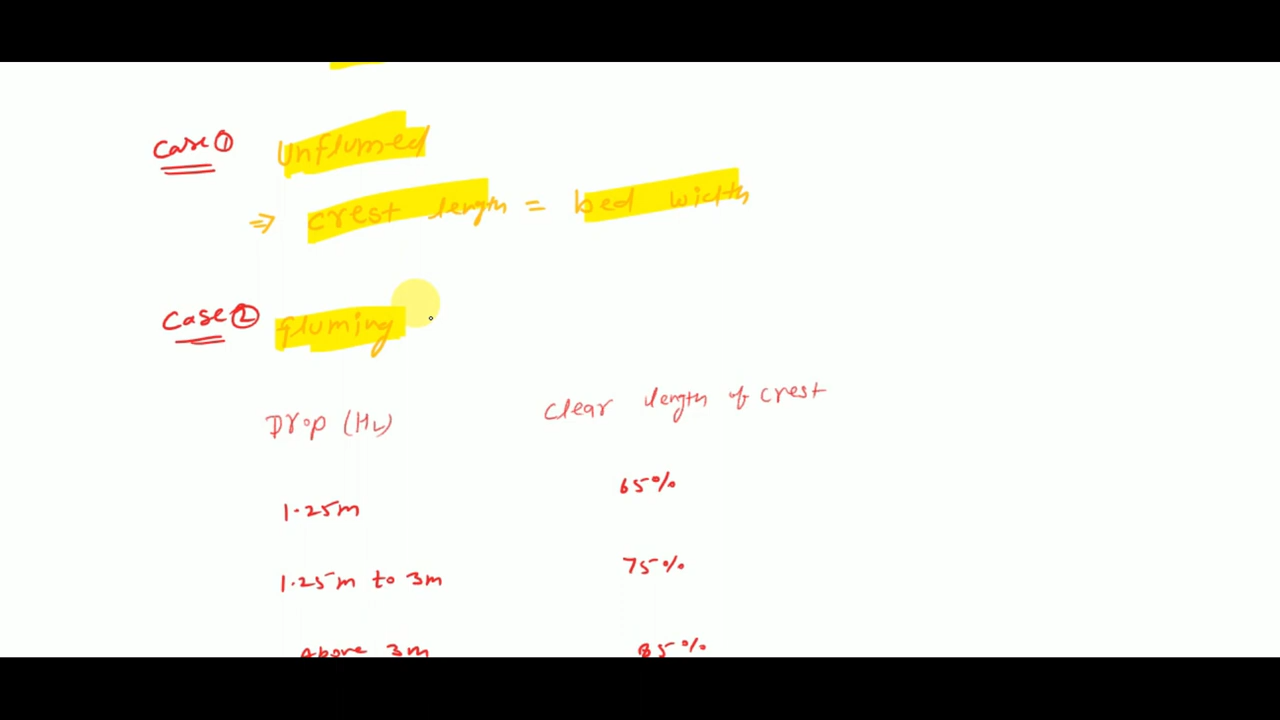 Case ① Unflumed
⇒ crest length = bed width
Case ② fluming
Drop (HL) clear length of crest
1.25m 65%
1.25m to 3m 75%
Above 3m 85%